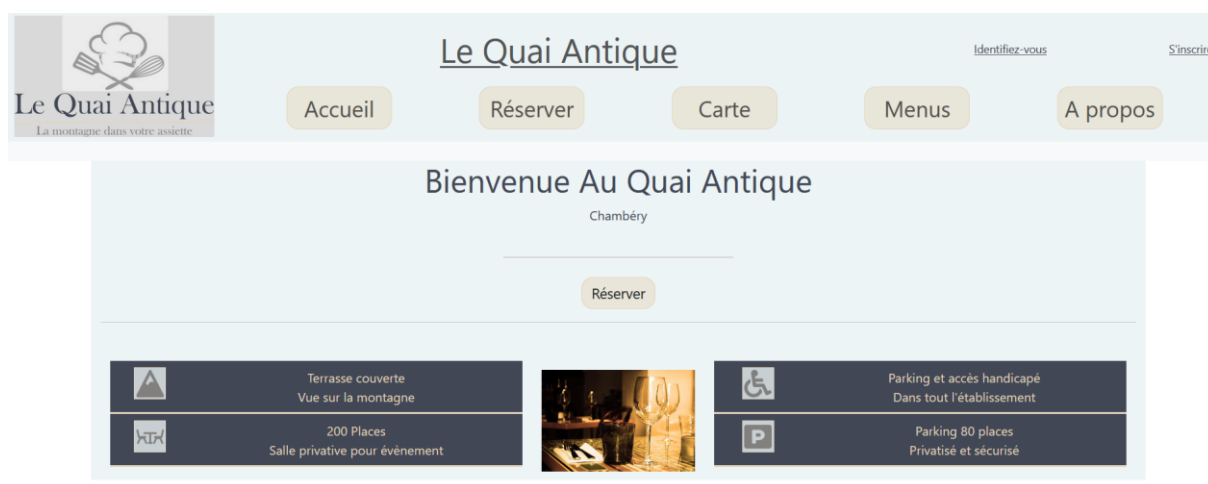 Le Quai Antique
La montagne dans votre assiette
Le Quai Antique
Identifiez-vous
S'inscrire
Accueil
Réserver
Carte
Menus
A propos
Bienvenue Au Quai Antique
Chambéry
Réserver
Terrasse couverte
Vue sur la montagne
200 Places
Salle privative pour évènement
Parking et accès handicapé
Dans tout l'établissement
P
Parking 80 places
Privatisé et sécurisé